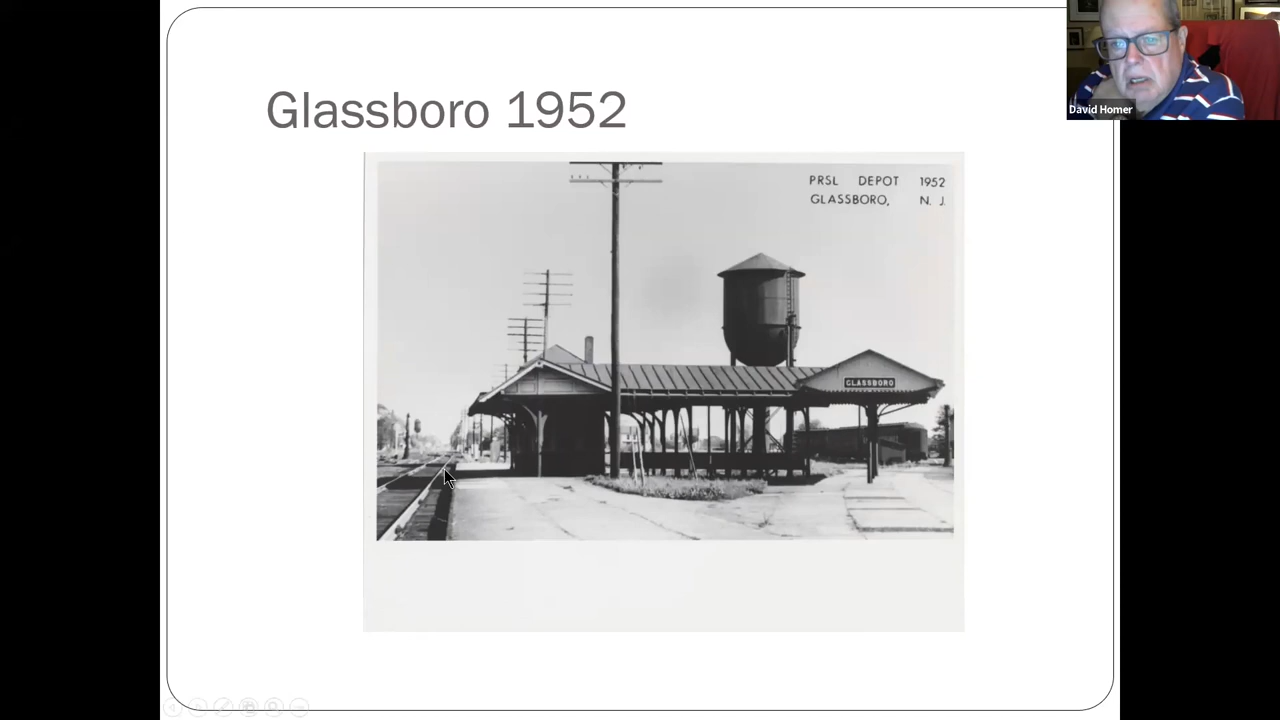 Glassboro 1952
PRSL DEPOT 1952
GLASSBORO, N. J.
GLASSBORO
David Homer